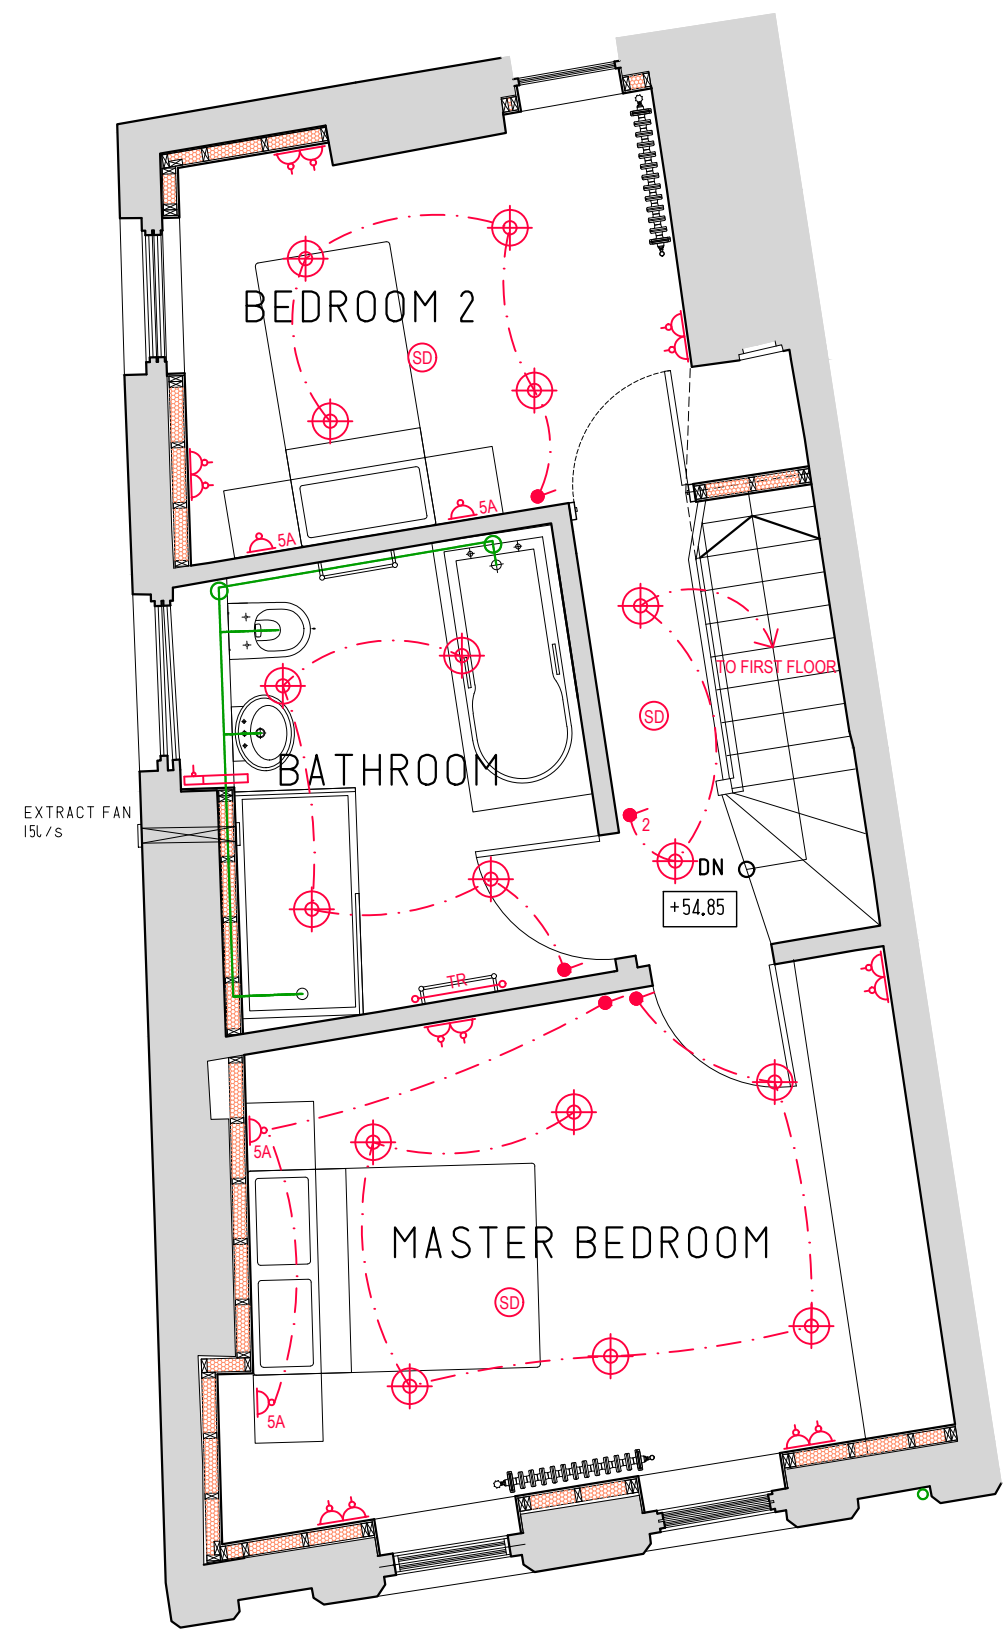 BEDROOM 2
SD
5A
5A
TO FIRST FLOOR
SD
BATHROOM
EXTRACT FAN
15l/s
2
DN
+54.85
TR
5A
MASTER BEDROOM
SD
5A